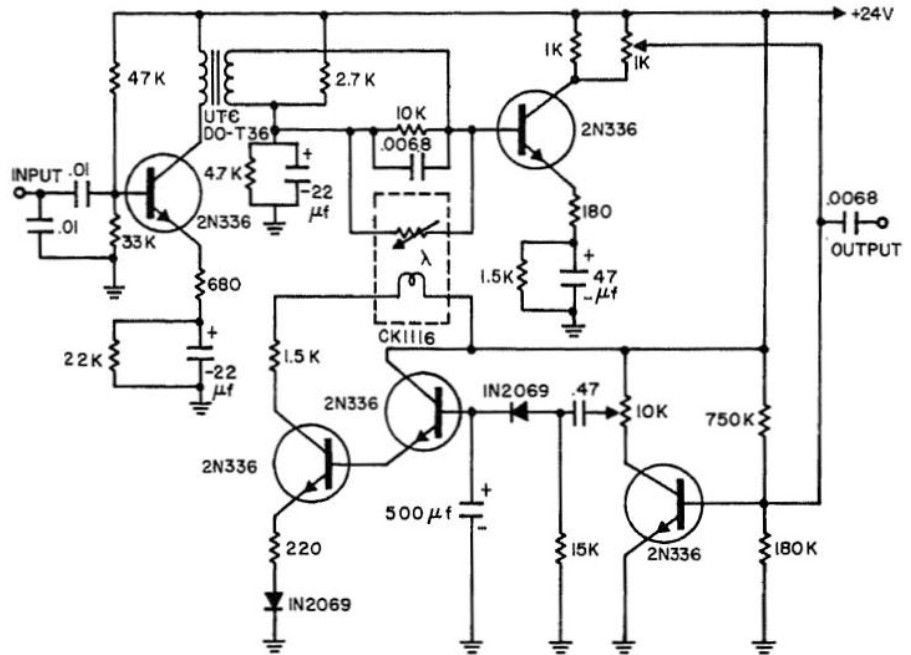 +24V
47K
UTC
DO-T36
2.7K
10K
.0068
1K
1K
2N336
INPUT
.01
.01
33K
2N336
4.7K
+
-22
μf
680
180
.0068
OUTPUT
22K
+
-22
μf
λ
CK1116
1.5K
+
47
-μf
1.5K
2N336
IN2069
.47
10K
750K
2N336
500μf
+
-
220
15K
2N336
180K
IN2069